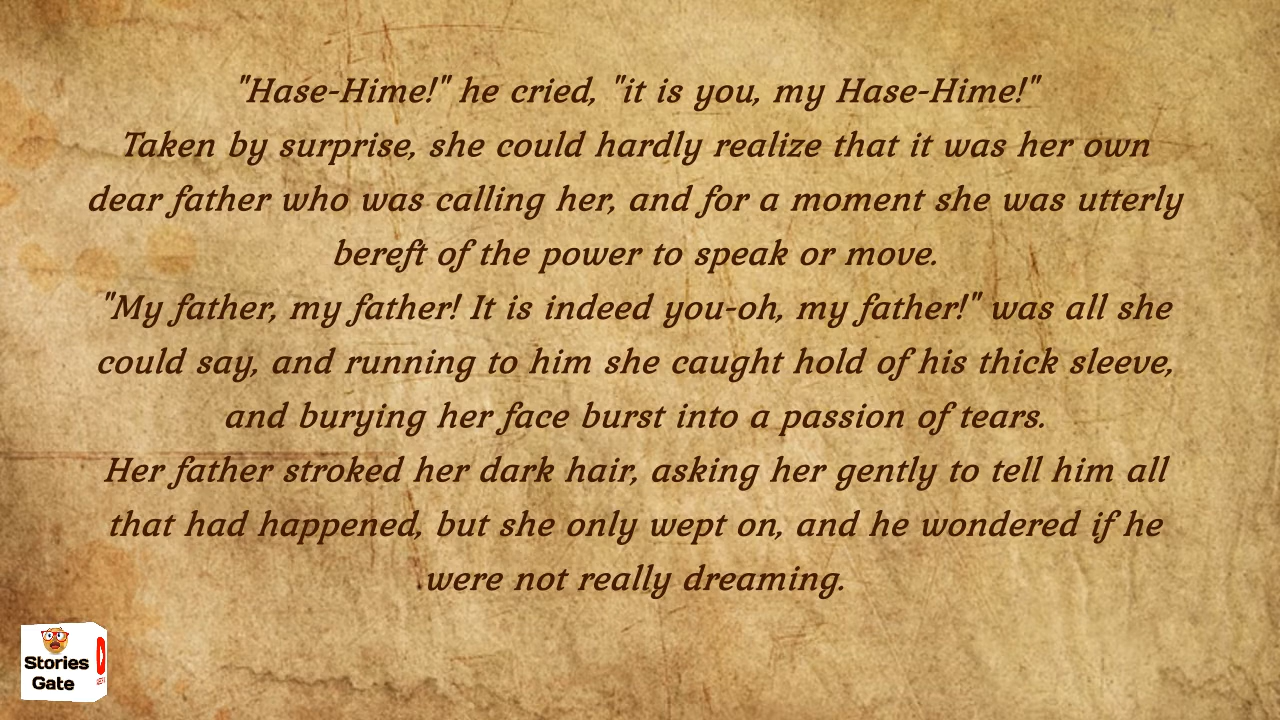 "Hase-Hime!" he cried, "it is you, my Hase-Hime!"
Taken by surprise, she could hardly realize that it was her own
dear father who was calling her, and for a moment she was utterly
bereft of the power to speak or move.
"My father, my father! It is indeed you-oh, my father!" was all she
could say, and running to him she caught hold of his thick sleeve,
and burying her face burst into a passion of tears.
Her father stroked her dark hair, asking her gently to tell him all
that had happened, but she only wept on, and he wondered if he
.were not really dreaming.
Stories
Gate